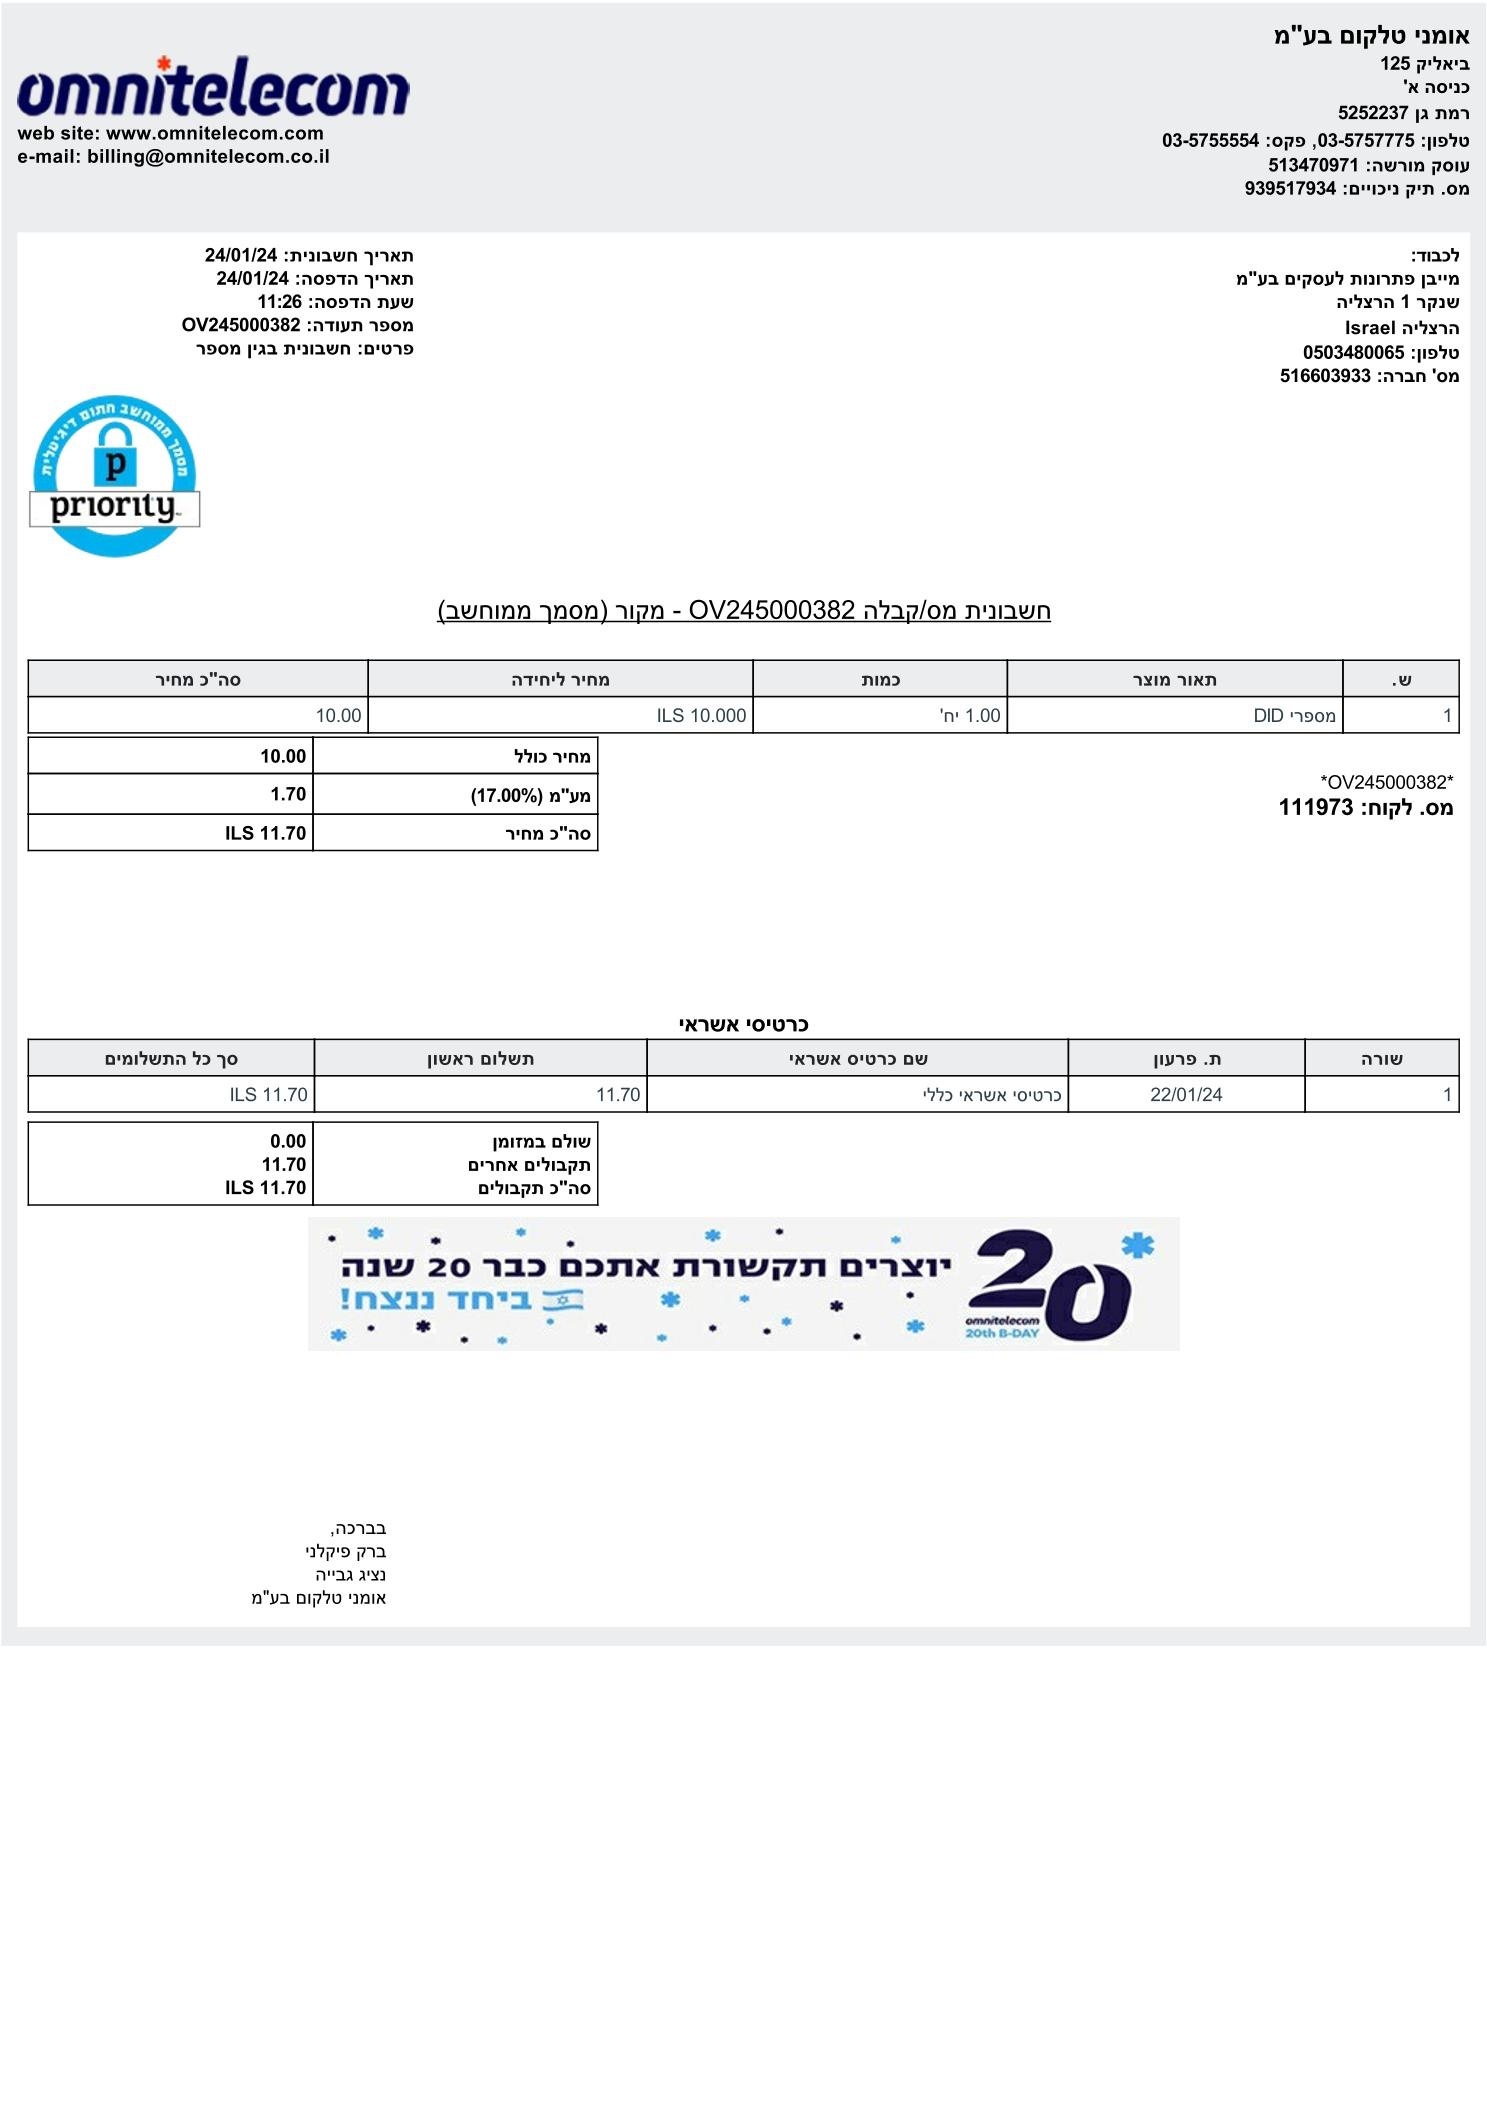 אומני טלקום בע"מ
ביאליק 125
כניסה א'
רמת גן 5252237
טלפון: 03-5757775, פקס: 03-5755554
עוסק מורשה: 513470971
מס. תיק ניכויים: 939517934
omnitelecom
web site: www.omnitelecom.com
e-mail: billing@omnitelecom.co.il
לכבוד:
מייבן פתרונות לעסקים בע"מ
שנקר 1 הרצליה
הרצליה Israel
טלפון: 0503480065
מס' חברה: 516603933
תאריך חשבונית: 24/01/24
תאריך הדפסה: 24/01/24
שעת הדפסה: 11:26
מספר תעודה: OV245000382
פרטים: חשבונית בגין מספר
מסמך ממוחשב חתום דיגיטלית
p
priority
חשבונית מס/קבלה OV245000382 - מקור (מסמך ממוחשב)
ש. תאור מוצר כמות מחיר ליחידה סה"כ מחיר
1 מספרי DID 1.00 יח' 10.000 ILS 10.00
מחיר כולל 10.00
מע"מ (17.00%) 1.70
סה"כ מחיר 11.70 ILS
*OV245000382*
מס. לקוח: 111973
כרטיסי אשראי
שורה ת. פרעון שם כרטיס אשראי תשלום ראשון סך כל התשלומים
1 22/01/24 כרטיסי אשראי כללי 11.70 11.70 ILS
שולם במזומן 0.00
תקבולים אחרים 11.70
סה"כ תקבולים 11.70 ILS
יוצרים תקשורת אתכם כבר 20 שנה
ביחד ננצח!
20
omnitelecom
20th B-DAY
בברכה,
ברק פיקלני
נציג גבייה
אומני טלקום בע"מ